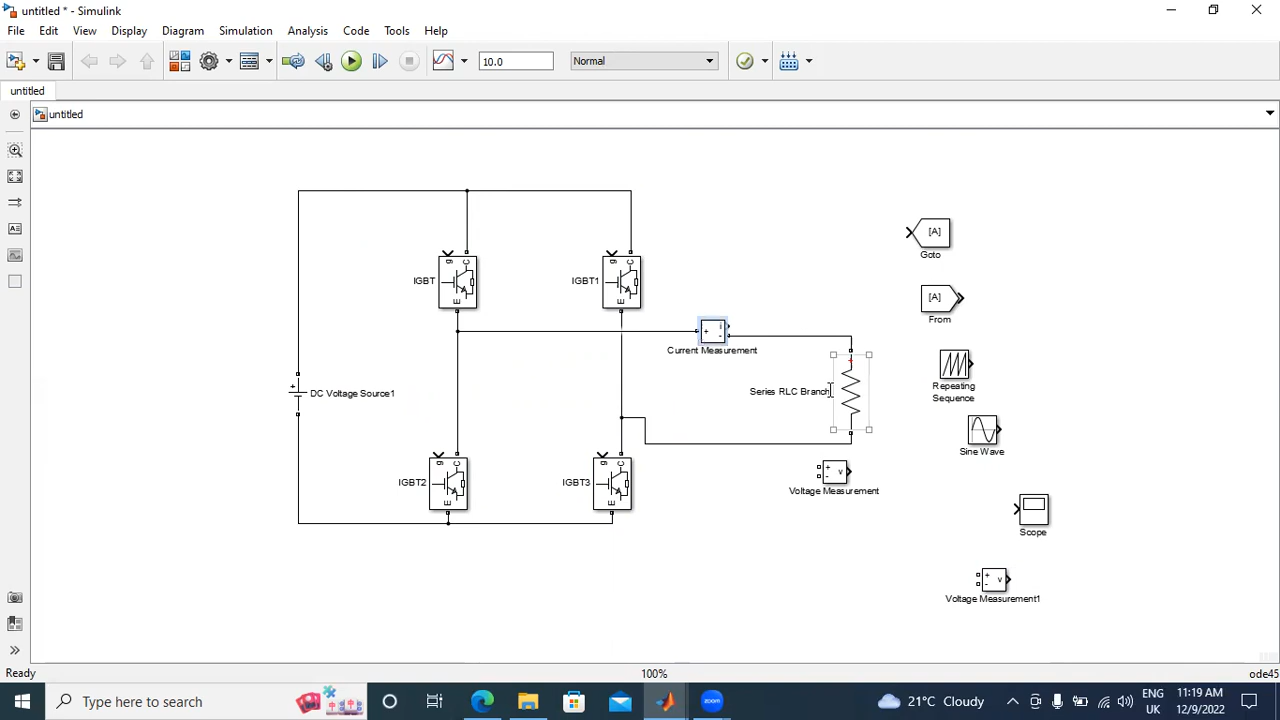 untitled * - Simulink
File Edit View Display Diagram Simulation Analysis Code Tools Help
10.0
Normal
untitled
untitled
[A]
Goto
g
C
E
IGBT
g
C
E
IGBT1
[A]
From
+
i
-
Current Measurement
Repeating
Sequence
+
DC Voltage Source1
+
Series RLC Branch
Sine Wave
g
C
E
IGBT2
g
C
E
IGBT3
+
-
v
Voltage Measurement
Scope
+
-
v
Voltage Measurement1
Ready
100%
ode45
Type here to search
zoom
21°C Cloudy
ENG
UK
11:19 AM
12/9/2022